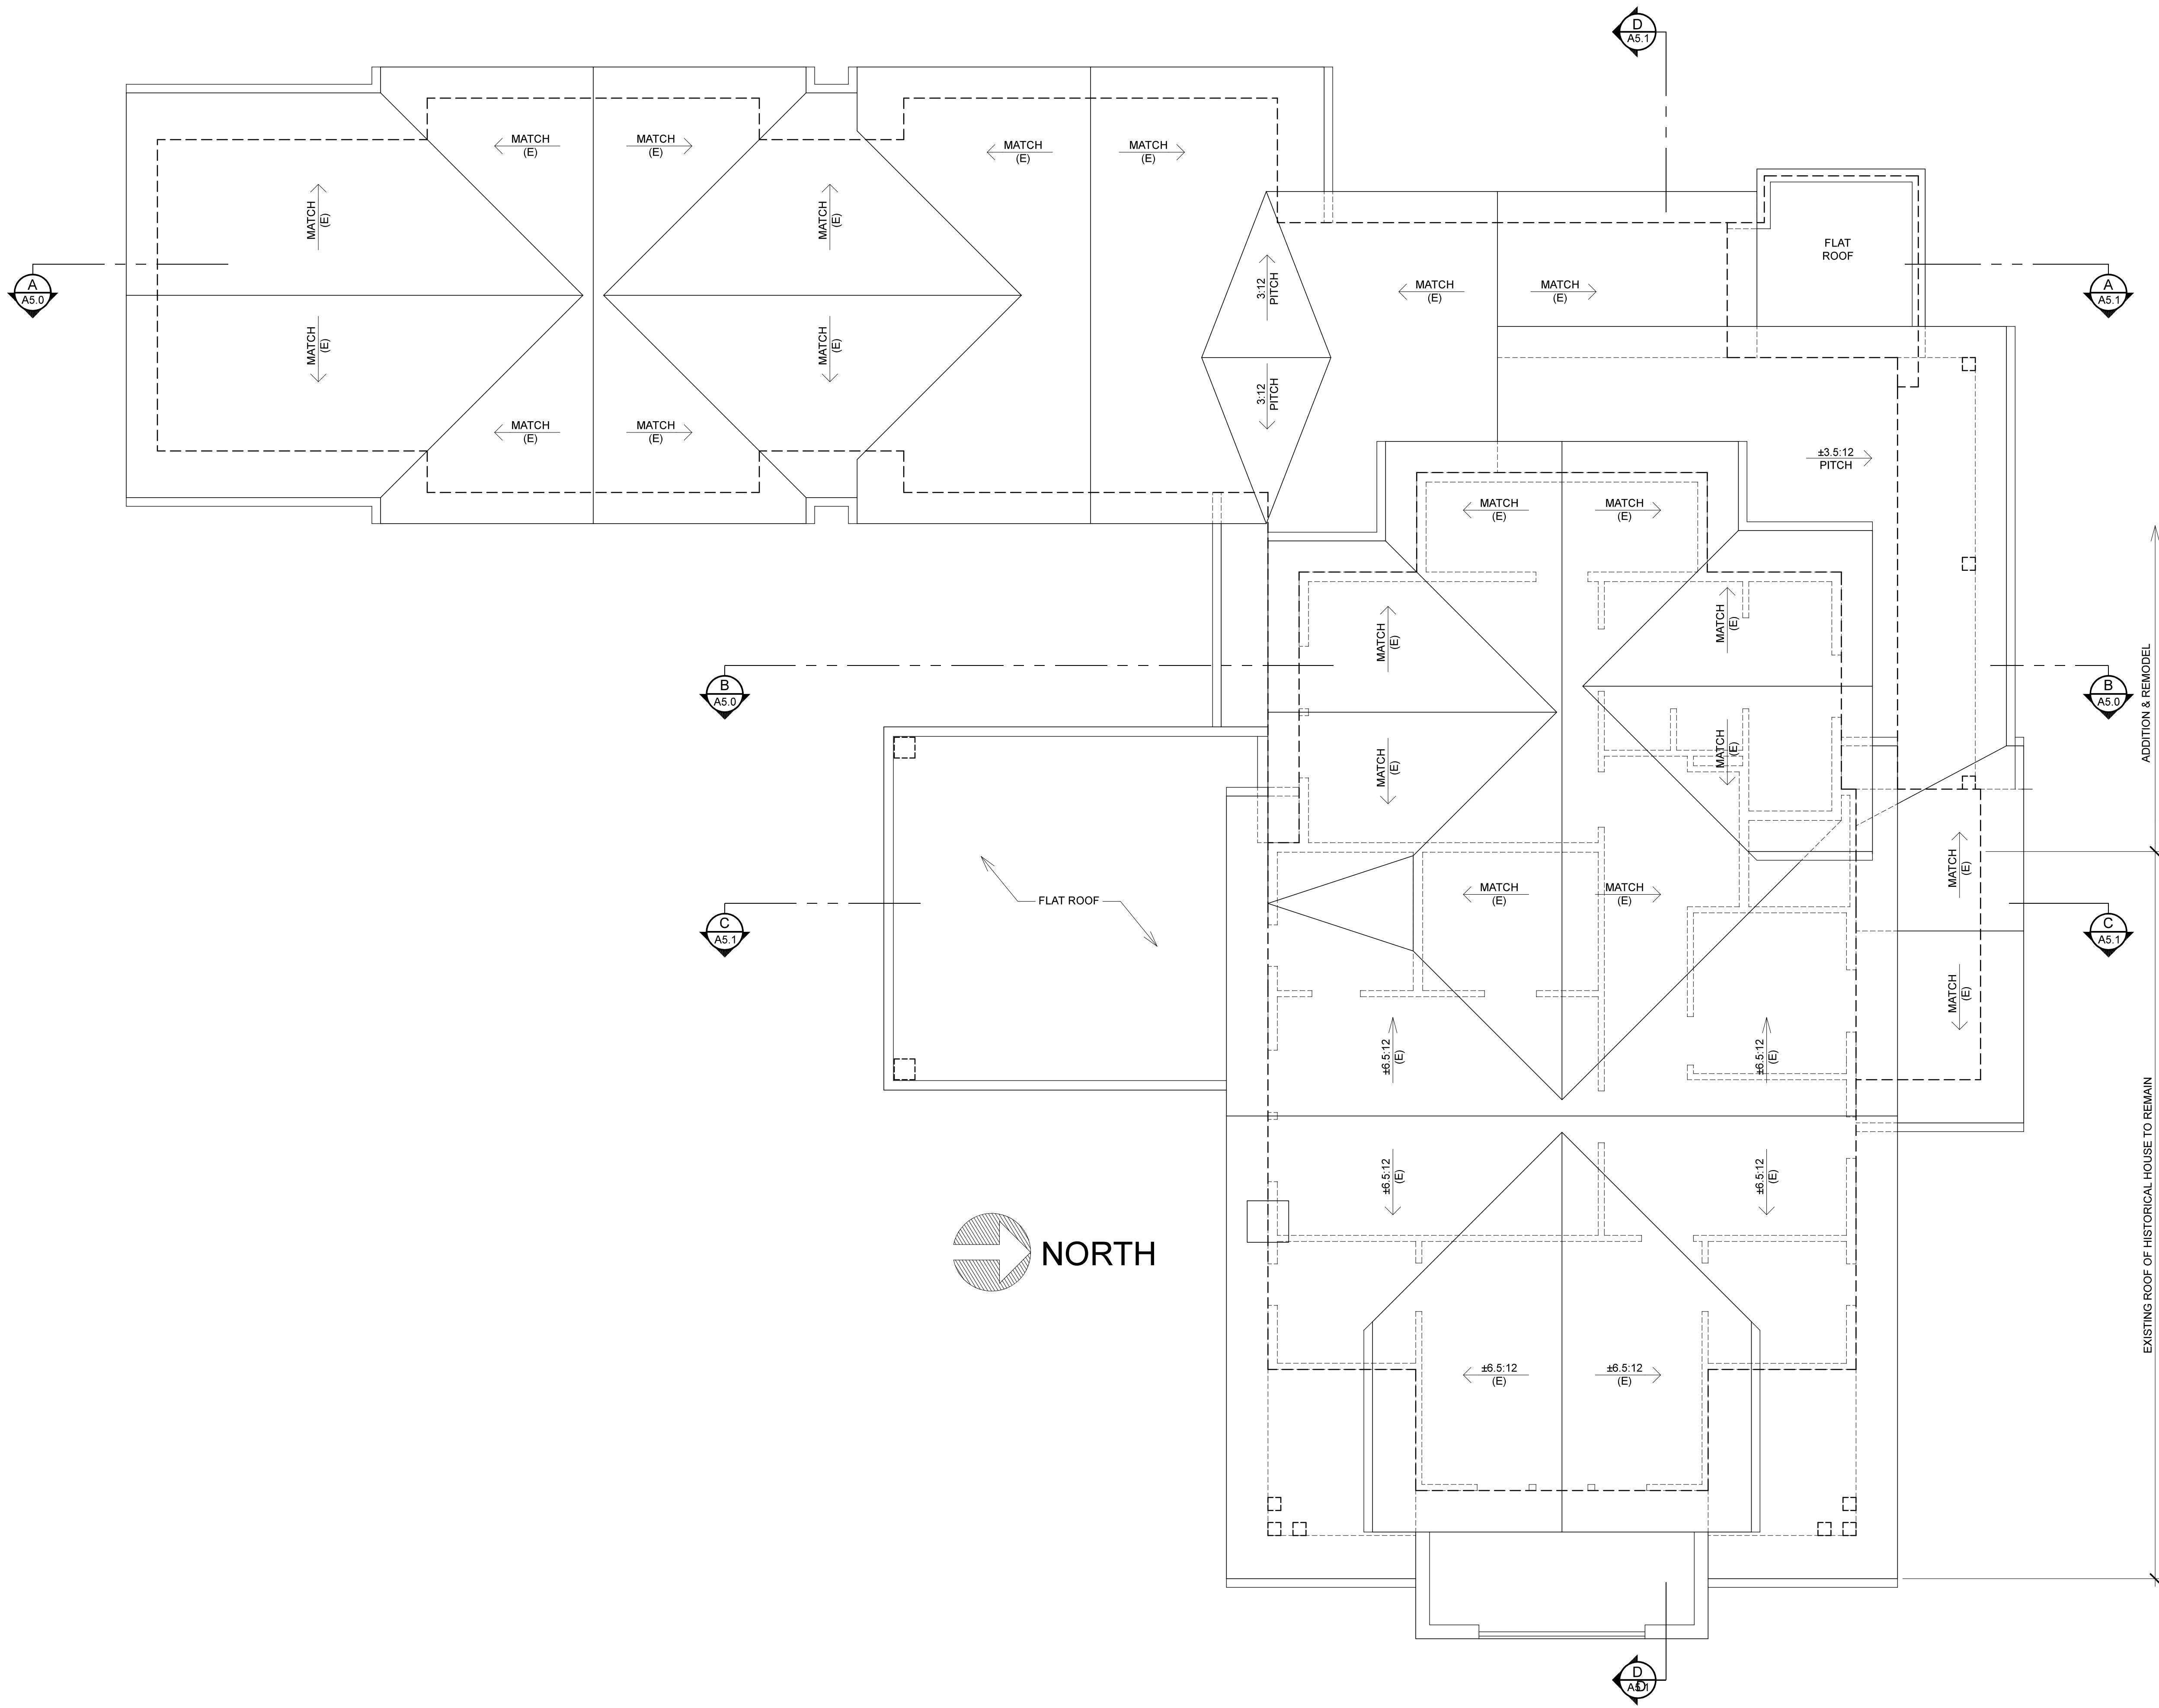 D
A5.1
MATCH
(E)
MATCH
(E)
MATCH
(E)
MATCH
(E)
MATCH
(E)
MATCH
(E)
FLAT
ROOF
A
A5.0
3:12
PITCH
MATCH
(E)
MATCH
(E)
A
A5.1
MATCH
(E)
MATCH
(E)
3:12
PITCH
MATCH
(E)
MATCH
(E)
±3.5:12
PITCH
MATCH
(E)
MATCH
(E)
MATCH
(E)
MATCH
(E)
B
A5.0
B
A5.0
ADDITION & REMODEL
MATCH
(E)
MATCH
(E)
FLAT ROOF
MATCH
(E)
MATCH
(E)
MATCH
(E)
C
A5.1
C
A5.1
MATCH
(E)
±6.5:12
(E)
±6.5:12
(E)
±6.5:12
(E)
±6.5:12
(E)
EXISTING ROOF OF HISTORICAL HOUSE TO REMAIN
NORTH
±6.5:12
(E)
±6.5:12
(E)
D
A5.1
D